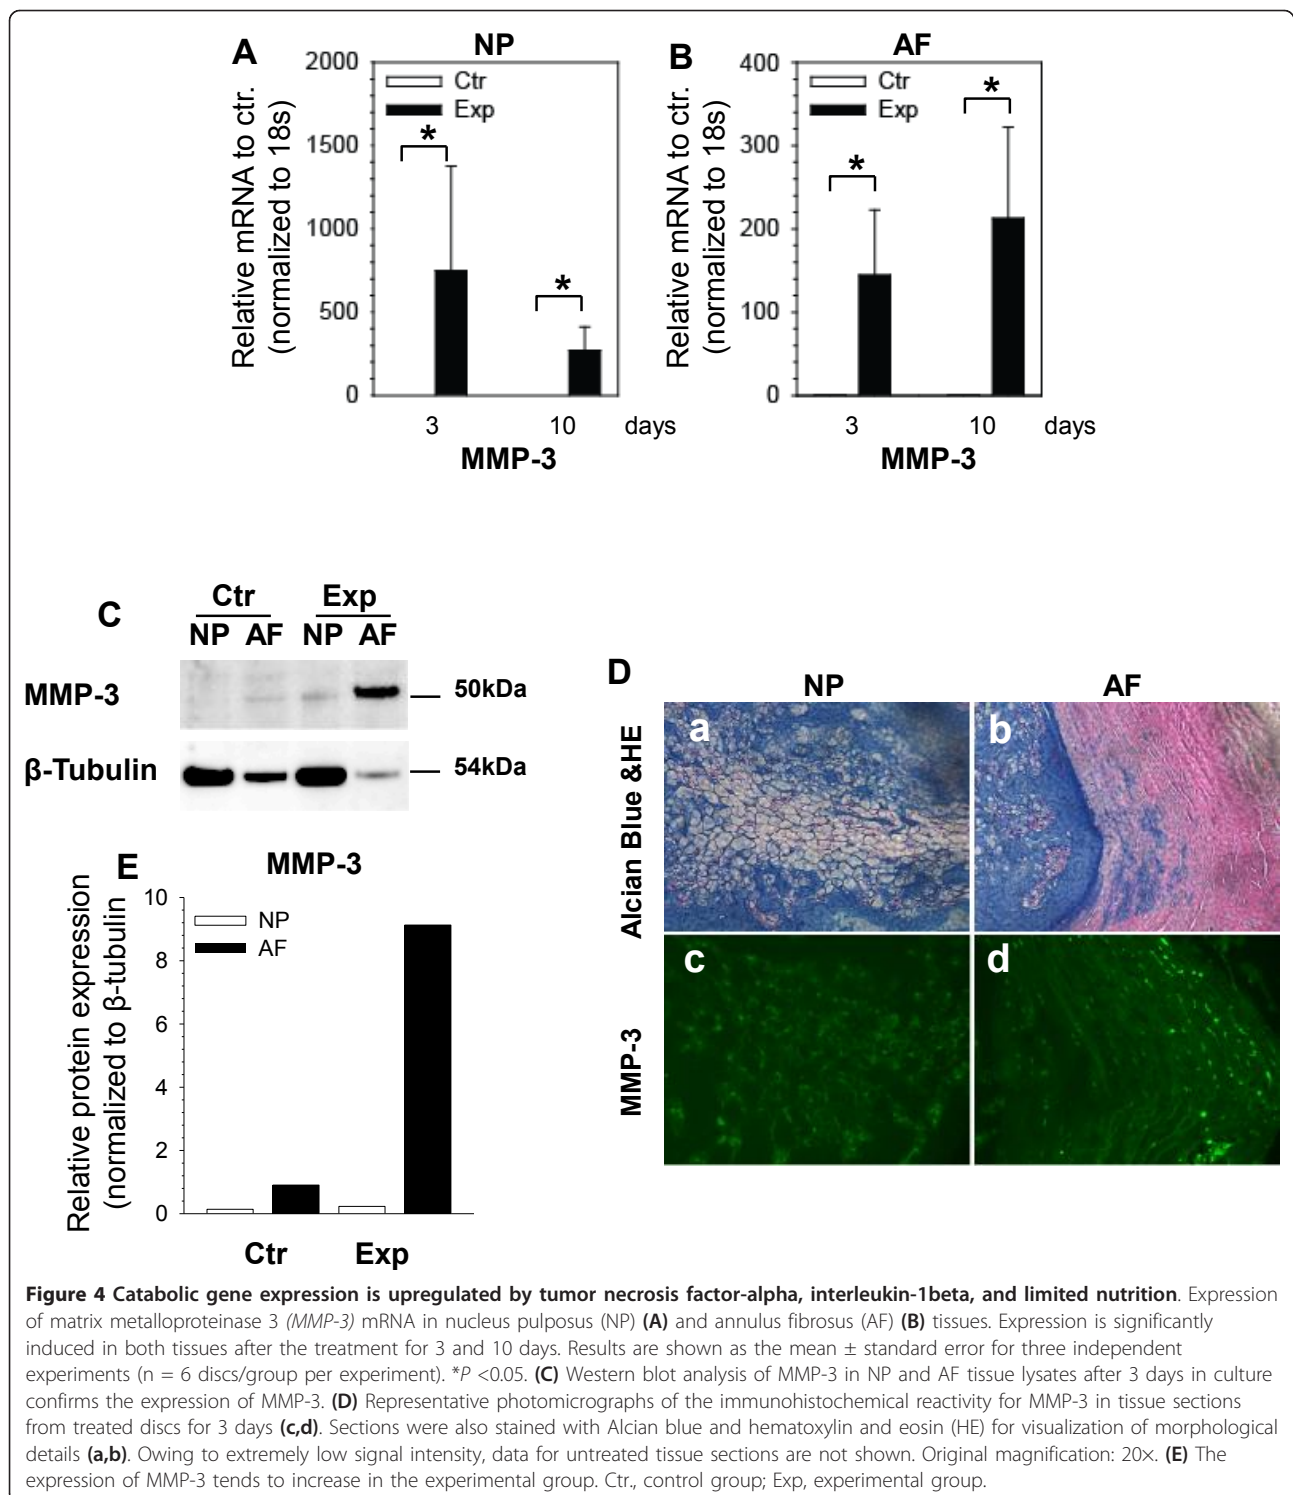 A
NP
2000
1500
1000
500
0
Relative mRNA to ctr.
(normalized to 18s)
Ctr
Exp
*
*
3
10
days
MMP-3
B
AF
400
300
200
100
0
Relative mRNA to ctr.
(normalized to 18s)
Ctr
Exp
*
*
3
10
days
MMP-3
C
Ctr
Exp
NP AF NP AF
MMP-3
50kDa
β-Tubulin
54kDa
D
NP
AF
Alcian Blue &HE
a
b
MMP-3
c
d
E
MMP-3
Relative protein expression
(normalized to β-tubulin
10
8
6
4
2
0
NP
AF
Ctr
Exp
Figure 4 Catabolic gene expression is upregulated by tumor necrosis factor-alpha, interleukin-1beta, and limited nutrition. Expression
of matrix metalloproteinase 3 (MMP-3) mRNA in nucleus pulposus (NP) (A) and annulus fibrosus (AF) (B) tissues. Expression is significantly
induced in both tissues after the treatment for 3 and 10 days. Results are shown as the mean ± standard error for three independent
experiments (n = 6 discs/group per experiment). *P <0.05. (C) Western blot analysis of MMP-3 in NP and AF tissue lysates after 3 days in culture
confirms the expression of MMP-3. (D) Representative photomicrographs of the immunohistochemical reactivity for MMP-3 in tissue sections
from treated discs for 3 days (c,d). Sections were also stained with Alcian blue and hematoxylin and eosin (HE) for visualization of morphological
details (a,b). Owing to extremely low signal intensity, data for untreated tissue sections are not shown. Original magnification: 20×. (E) The
expression of MMP-3 tends to increase in the experimental group. Ctr., control group; Exp, experimental group.